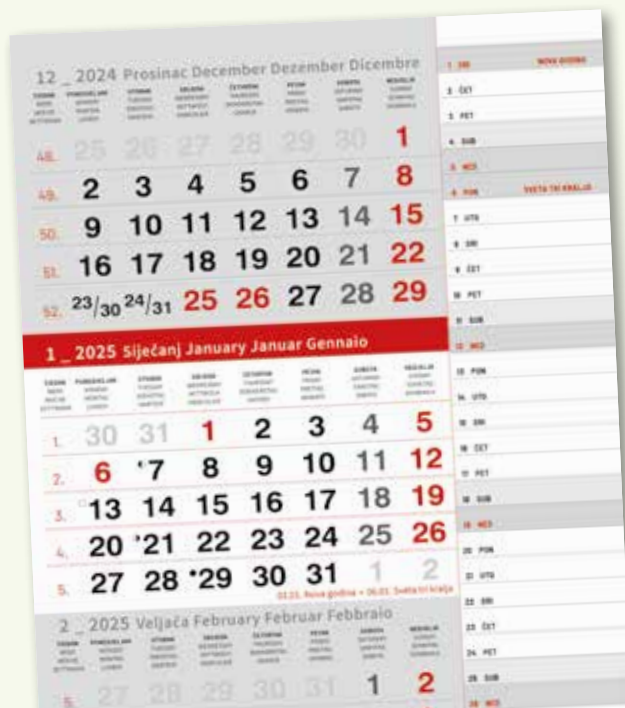 12 _ 2024 Prosinac December Dezember Dicembre
48. 25 26 27 28 29 30 1
49. 2 3 4 5 6 7 8
50. 9 10 11 12 13 14 15
51. 16 17 18 19 20 21 22
52. 23/30 24/31 25 26 27 28 29
1 _ 2025 Siječanj January Januar Gennaio
1. 30 31 1 2 3 4 5
2. 6 7 8 9 10 11 12
3. 13 14 15 16 17 18 19
4. 20 21 22 23 24 25 26
5. 27 28 29 30 31 1 2
01.01. Nova godina • 06.01. Sveta tri kralja
2 _ 2025 Veljača February Februar Febbraio
5. 27 28 29 30 31 1 2
1 SRI NOVA GODINA
2 ČET
3 PET
4 SUB
5 NED
6 PON SVETA TRI KRALJA
7 UTO
8 SRI
9 ČET
10 PET
11 SUB
12 NED
13 PON
14 UTO
15 SRI
16 ČET
17 PET
18 SUB
19 NED
20 PON
21 UTO
22 SRI
23 ČET
24 PET
25 SUB
26 NED